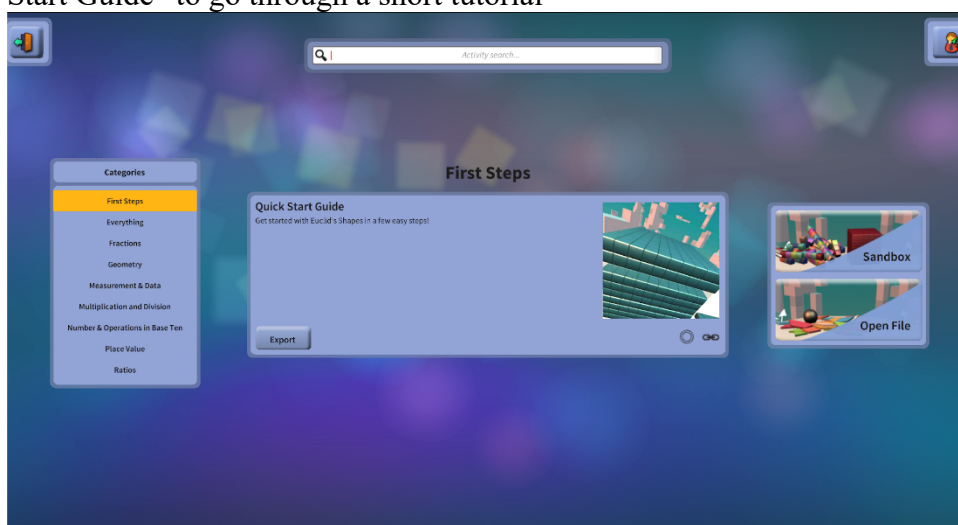 Start Guide" to go through a short tutorial
Activity search...
Categories
First Steps
Everything
Fractions
Geometry
Measurement & Data
Multiplication and Division
Number & Operations in Base Ten
Place Value
Ratios
First Steps
Quick Start Guide
Get started with Euclid's Shapes in a few easy steps!
Export
Sandbox
Open File